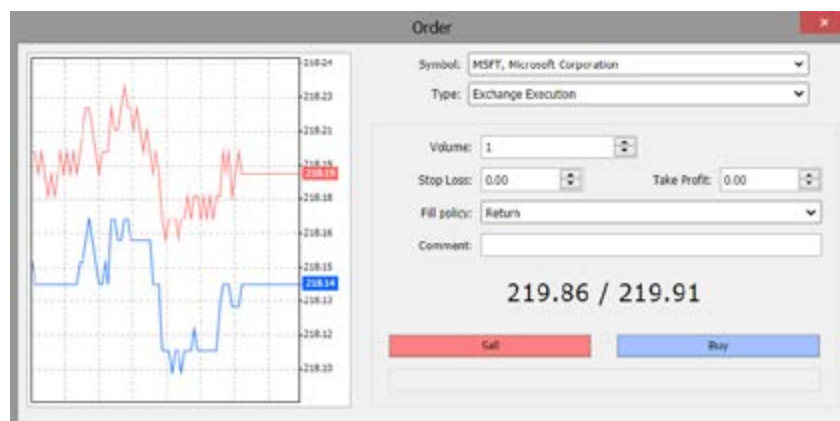 Order
Symbol: MSFT, Microsoft Corporation
Type: Exchange Execution
Volume: 1
Stop Loss: 0.00 Take Profit: 0.00
Fill policy: Return
Comment:
219.86 / 219.91
Sell Buy
218.24
218.23
218.21
218.19
218.19
218.18
218.16
218.15
218.14
218.13
218.12
218.10